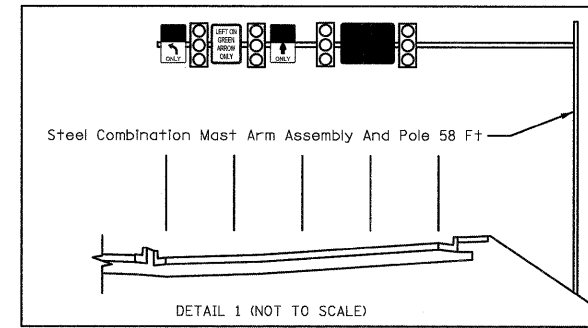 ONLY
LEFT ON
GREEN
ARROW
ONLY
ONLY
Steel Combination Mast Arm Assembly And Pole 58 Ft
DETAIL 1 (NOT TO SCALE)